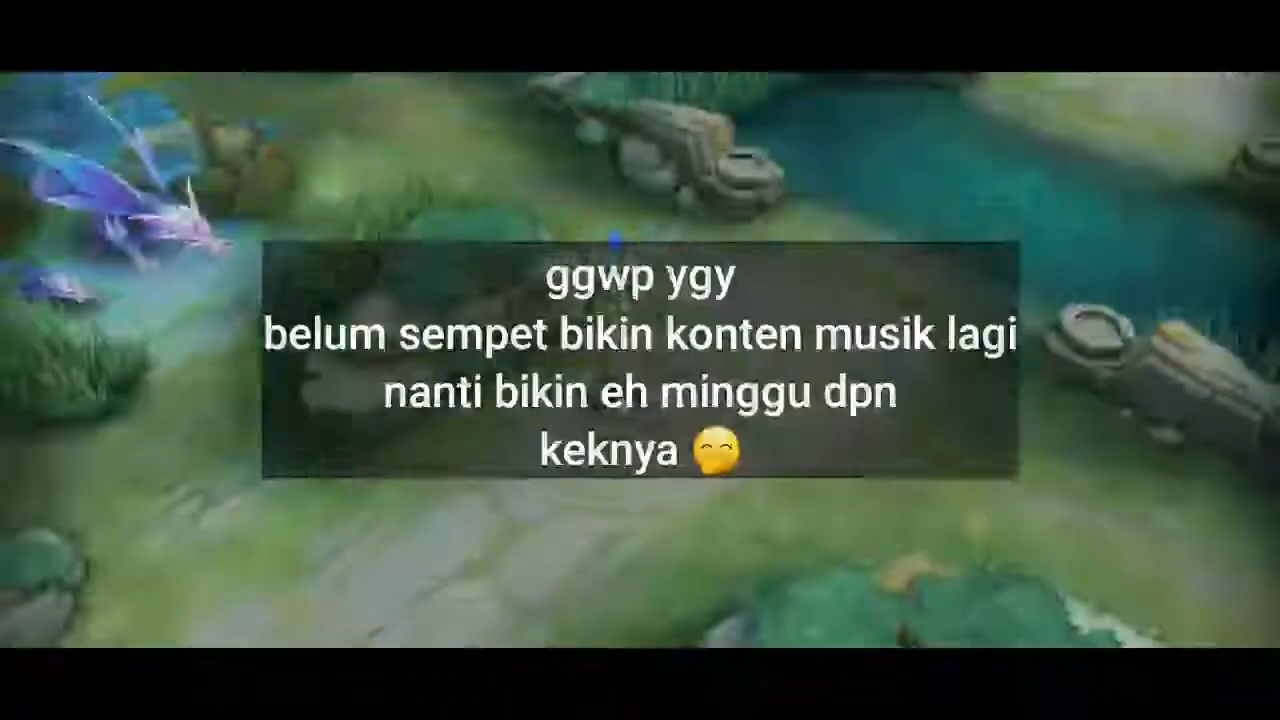 ggwp ygy
belum sempet bikin konten musik lagi
nanti bikin eh minggu dpn
keknya 🤭